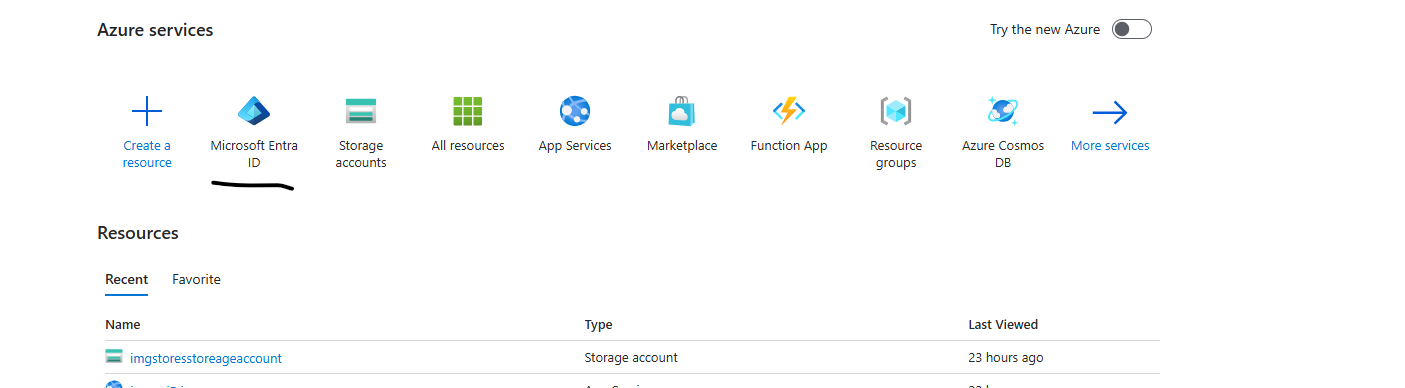 Azure services
Try the new Azure
Create a resource
Microsoft Entra ID
Storage accounts
All resources
App Services
Marketplace
Function App
Resource groups
Azure Cosmos DB
More services
Resources
Recent Favorite
Name Type Last Viewed
imgstoresstoreageaccount Storage account 23 hours ago